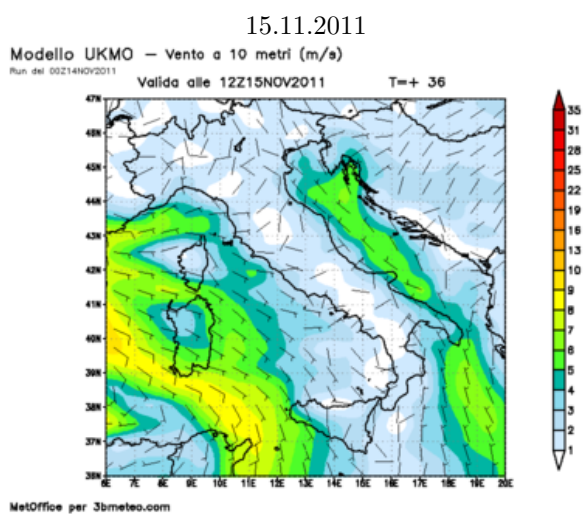 15.11.2011
Modello UKMO – Vento a 10 metri (m/s)
Run del 00Z14NOV2011
Valida alle 12Z15NOV2011 T=+ 36
47N
46N
45N
44N
43N
42N
41N
40N
39N
38N
37N
36N
6E 7E 8E 9E 10E 11E 12E 13E 14E 15E 16E 17E 18E 19E 20E
35
31
28
25
22
19
16
13
10
9
8
7
6
5
4
3
2
1
MetOffice per 3bmeteo.com